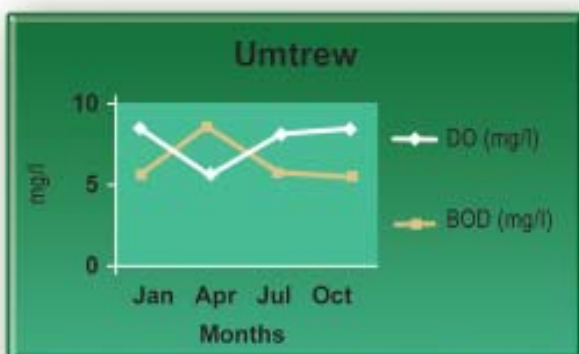 Umtrew
10
5
0
mg/l
Jan Apr Jul Oct
Months
DO (mg/l)
BOD (mg/l)